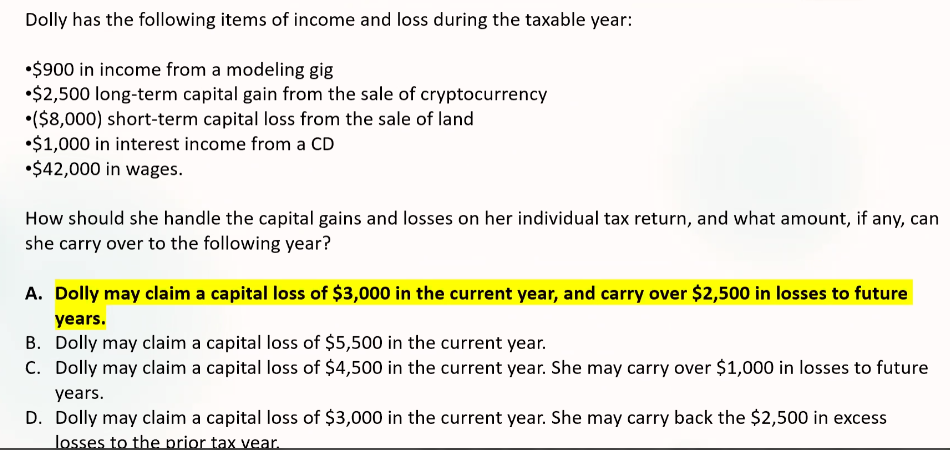 Dolly has the following items of income and loss during the taxable year:
•$900 in income from a modeling gig
•$2,500 long-term capital gain from the sale of cryptocurrency
•($8,000) short-term capital loss from the sale of land
•$1,000 in interest income from a CD
•$42,000 in wages.
How should she handle the capital gains and losses on her individual tax return, and what amount, if any, can
she carry over to the following year?
A. Dolly may claim a capital loss of $3,000 in the current year, and carry over $2,500 in losses to future
years.
B. Dolly may claim a capital loss of $5,500 in the current year.
C. Dolly may claim a capital loss of $4,500 in the current year. She may carry over $1,000 in losses to future
years.
D. Dolly may claim a capital loss of $3,000 in the current year. She may carry back the $2,500 in excess
losses to the prior tax year.